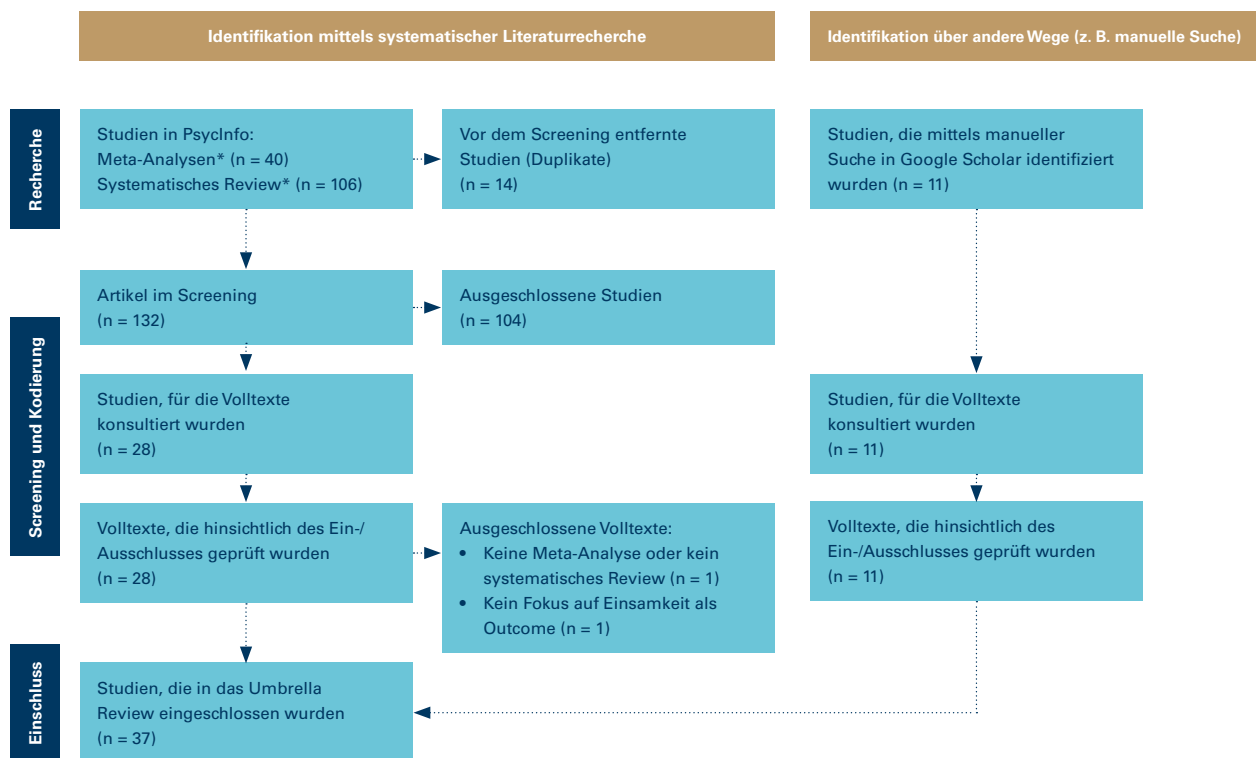 Identifikation mittels systematischer Literaturrecherche
Identifikation über andere Wege (z. B. manuelle Suche)
Recherche
Studien in PsycInfo:
Meta-Analysen* (n = 40)
Systematisches Review* (n = 106)
Vor dem Screening entfernte
Studien (Duplikate)
(n = 14)
Studien, die mittels manueller
Suche in Google Scholar identifiziert
wurden (n = 11)
Screening und Kodierung
Artikel im Screening
(n = 132)
Ausgeschlossene Studien
(n = 104)
Studien, für die Volltexte
konsultiert wurden
(n = 28)
Studien, für die Volltexte
konsultiert wurden
(n = 11)
Volltexte, die hinsichtlich des Ein-/
Ausschlusses geprüft wurden
(n = 28)
Ausgeschlossene Volltexte:
• Keine Meta-Analyse oder kein
systematisches Review (n = 1)
• Kein Fokus auf Einsamkeit als
Outcome (n = 1)
Volltexte, die hinsichtlich des
Ein-/Ausschlusses geprüft wurden
(n = 11)
Einschluss
Studien, die in das Umbrella
Review eingeschlossen wurden
(n = 37)